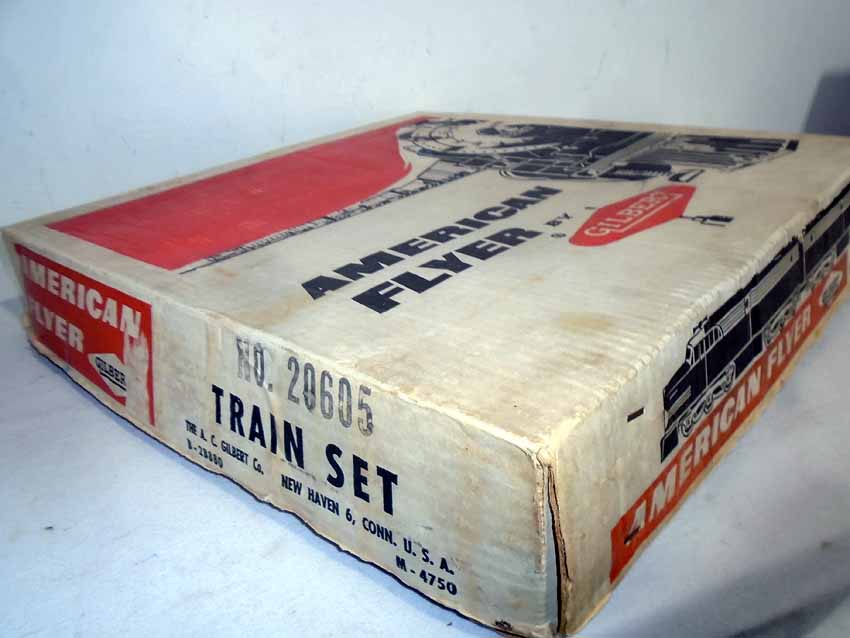 AMERICAN
FLYER
BY
GILBERT
AMERICAN
FLYER
GILBERT
NO. 20605
TRAIN SET
THE A. C. GILBERT Co.
NEW HAVEN 6, CONN. U. S. A.
M-4750
AMERICAN FLYER